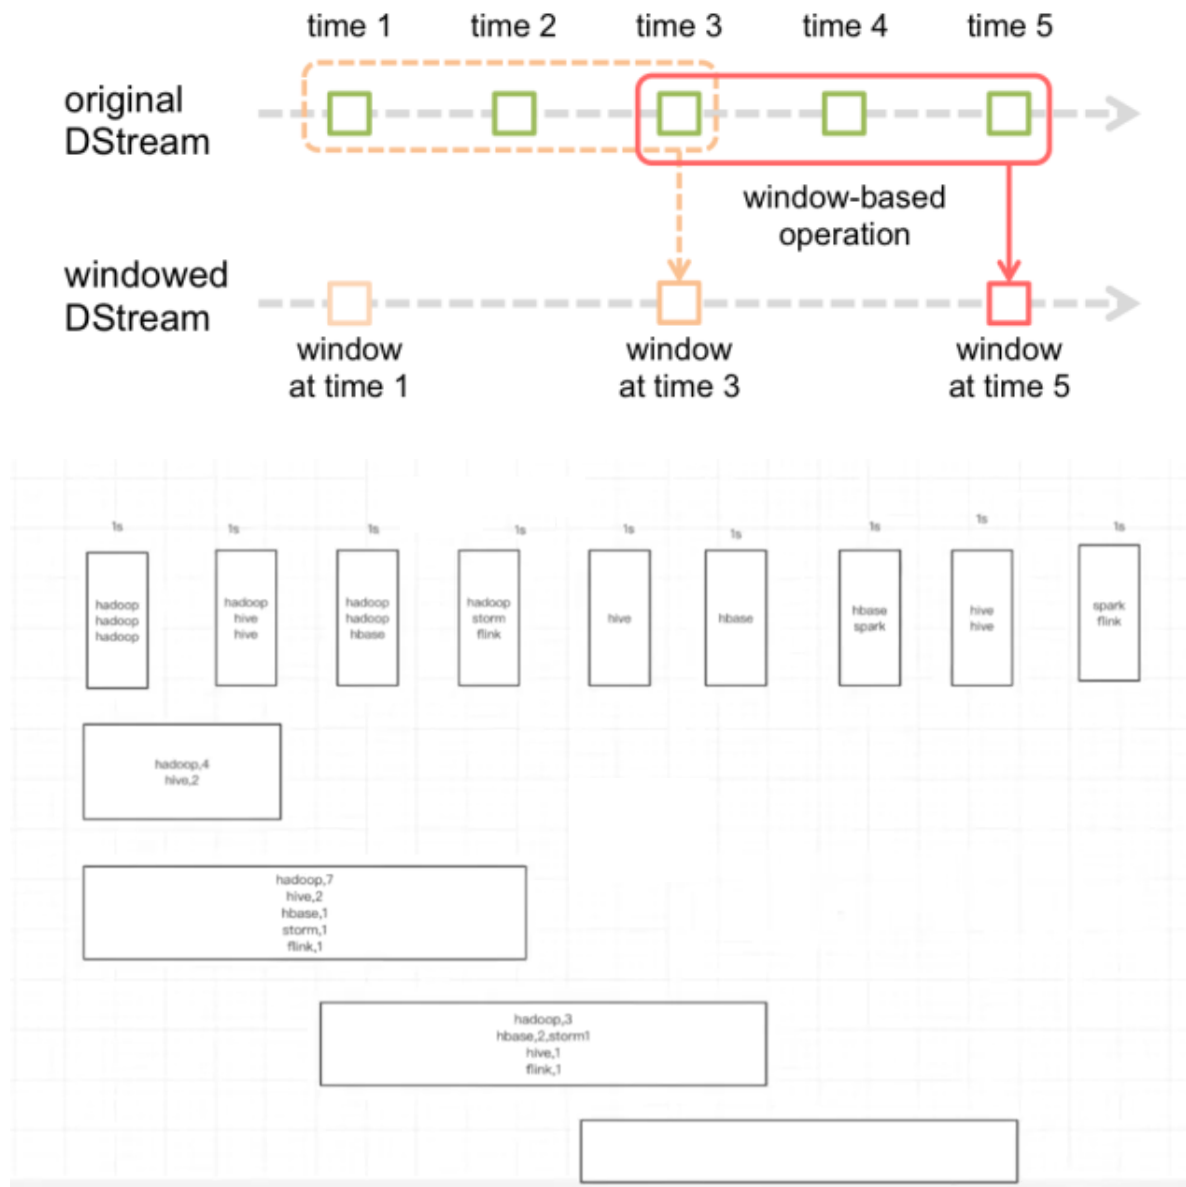 time 1
time 2
time 3
time 4
time 5
original
DStream
window-based
operation
windowed
DStream
window
at time 1
window
at time 3
window
at time 5
1s
1s
1s
1s
1s
1s
1s
1s
1s
hadoop
hadoop
hadoop
hadoop
hive
hive
hadoop
hadoop
hbase
hadoop
storm
flink
hive
hbase
hbase
spark
hive
hive
spark
flink
hadoop,4
hive,2
hadoop,7
hive,2
hbase,1
storm,1
flink,1
hadoop,3
hbase,2,storm1
hive,1
flink,1